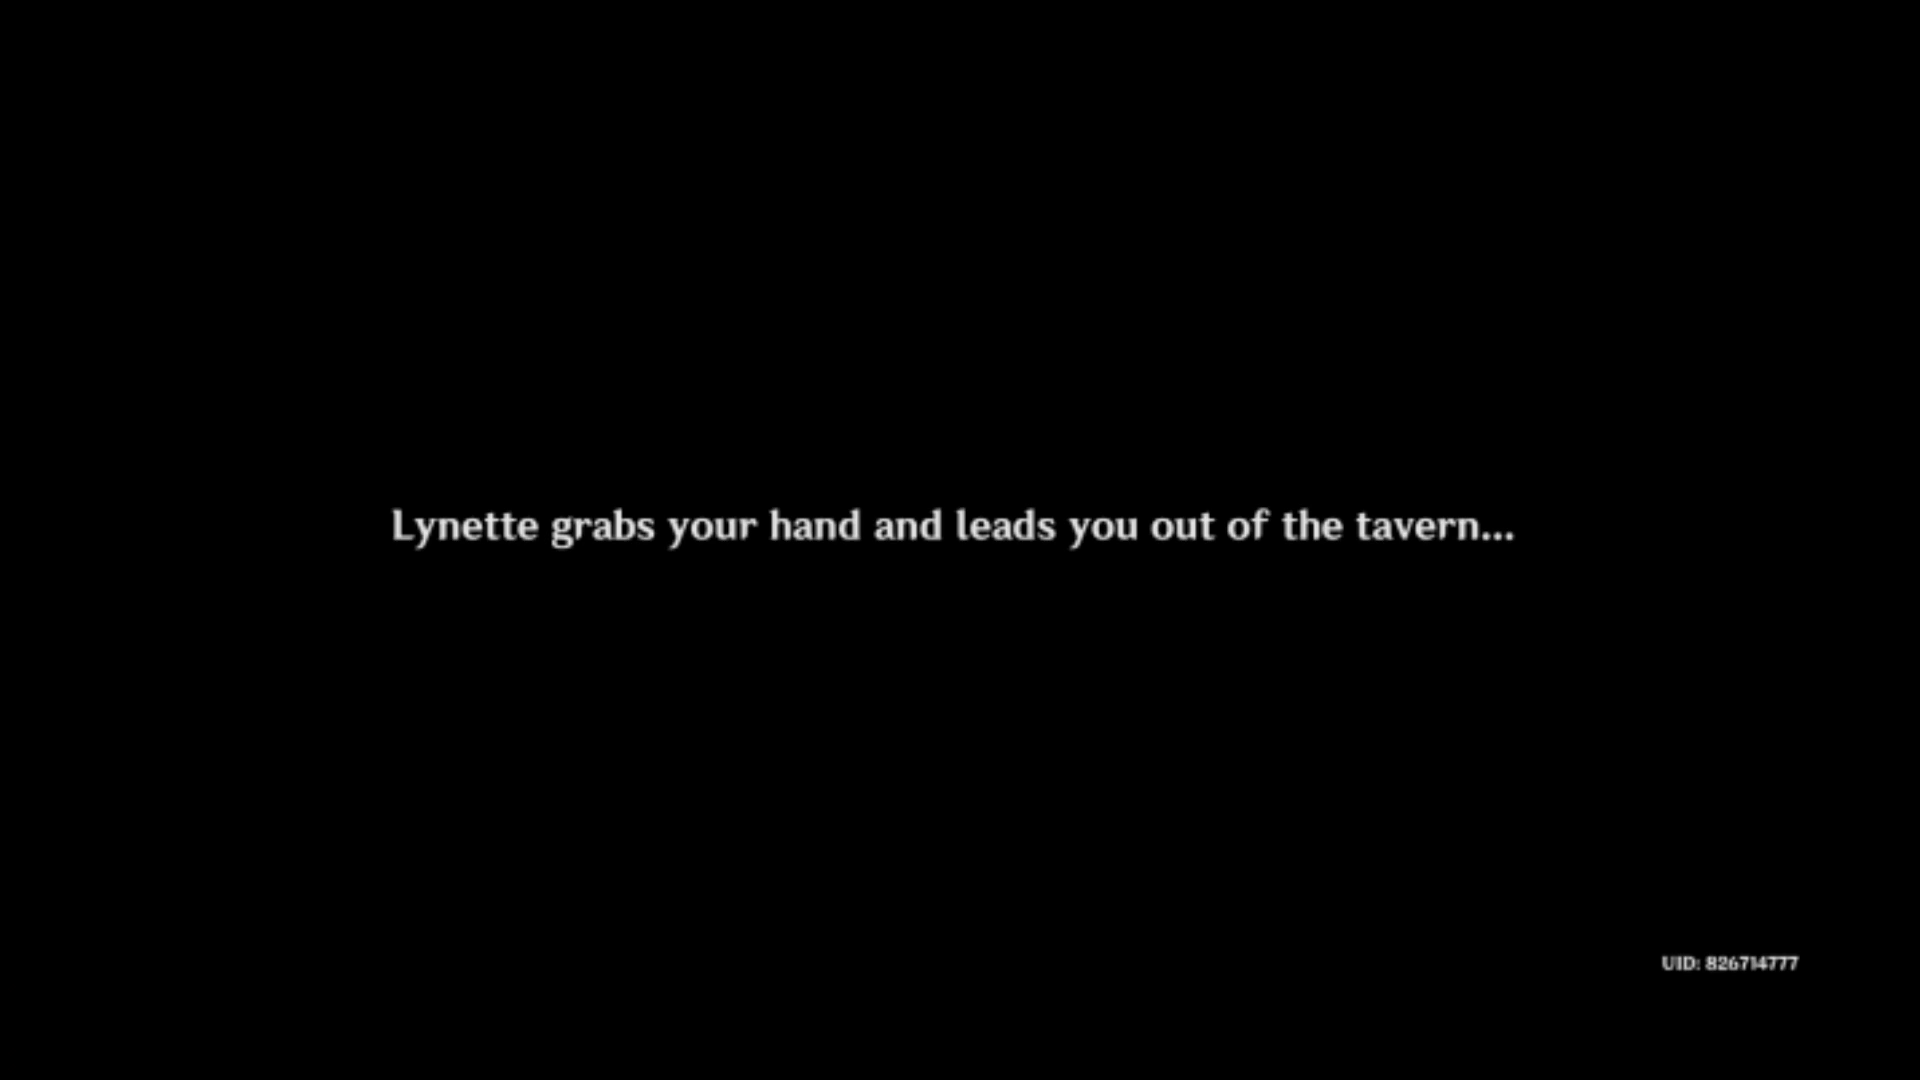 Lynette grabs your hand and leads you out of the tavern...
UID: 826714777